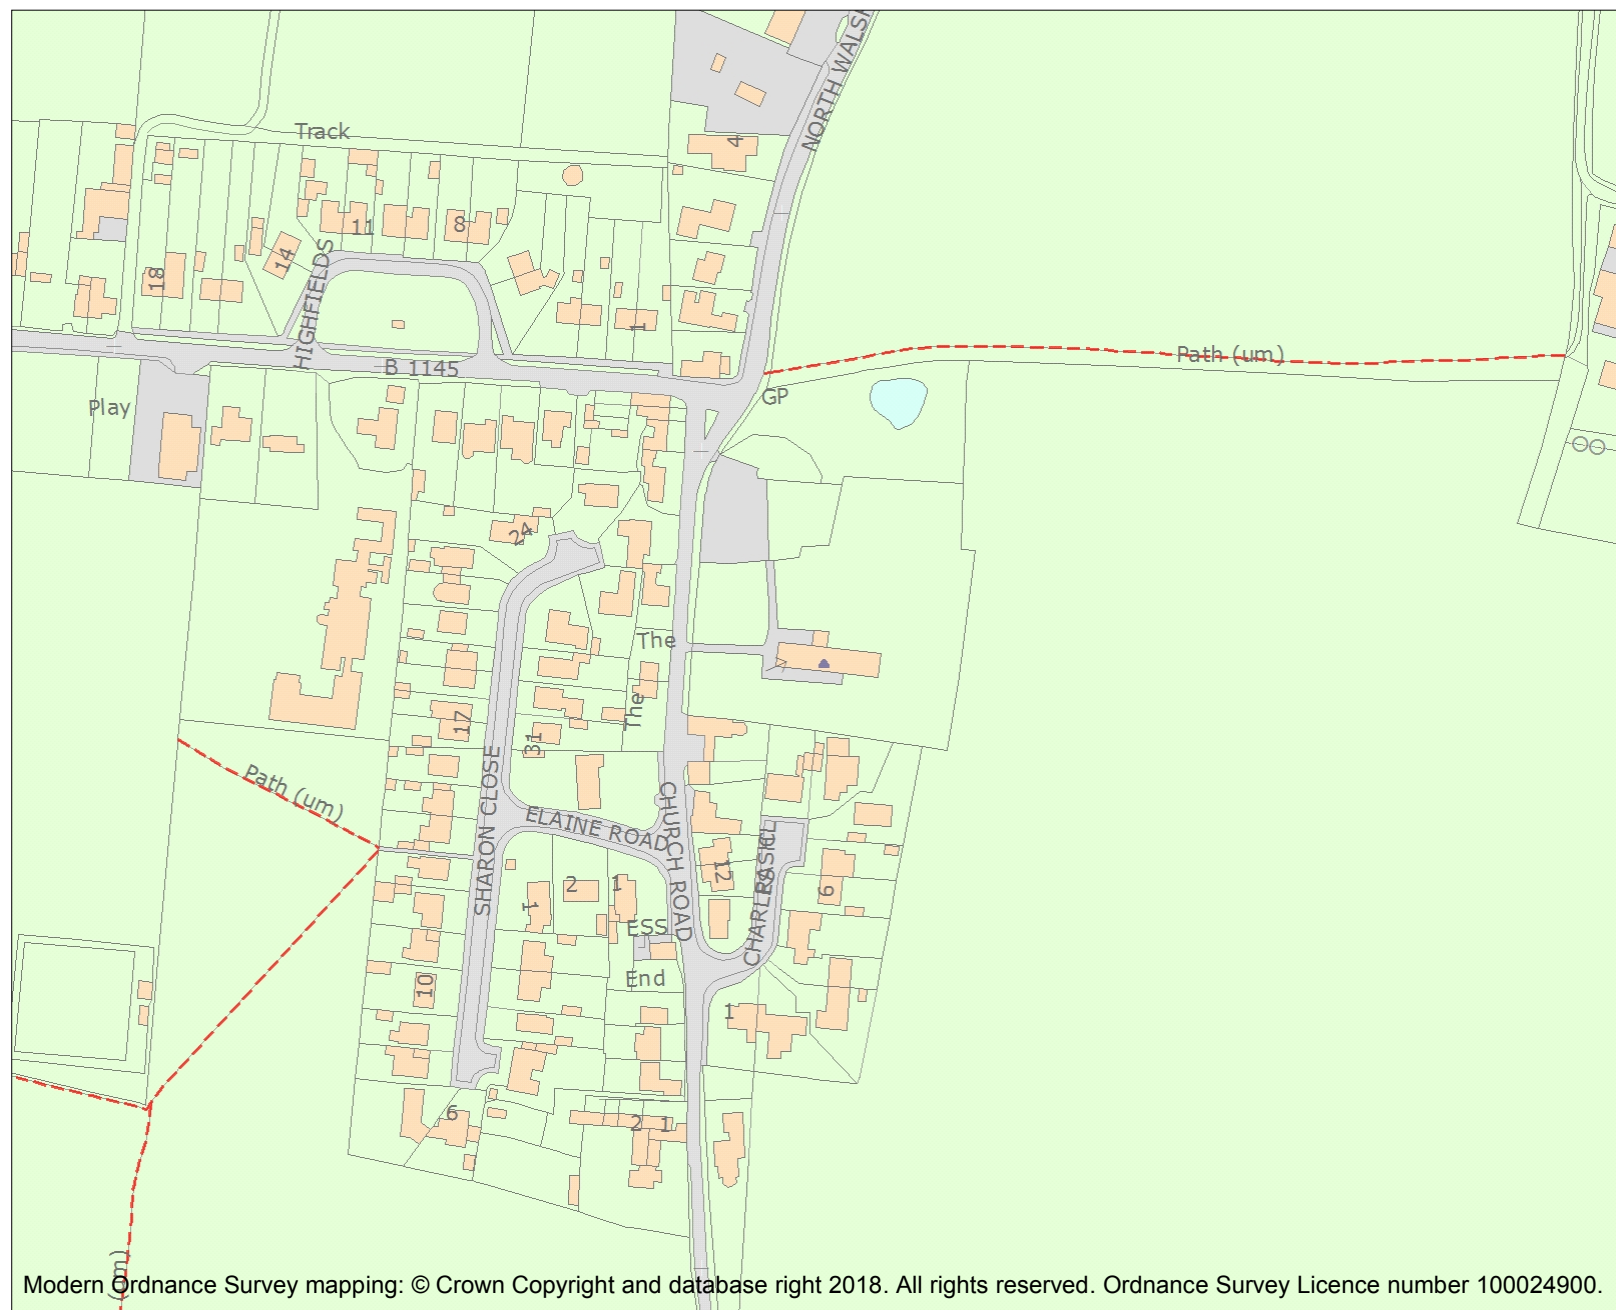 NORTH WALSH
Track
4
11
8
14
18
HIGHFIELDS
1
B 1145
Path (um)
Play
GP
24
The
The
17
31
Path (um)
SHARON CLOSE
ELAINE ROAD
CHURCH ROAD
12
CHARLES
2
1
1
9
ESS
End
10
1
6
2
1
(um)
Modern Ordnance Survey mapping: © Crown Copyright and database right 2018. All rights reserved. Ordnance Survey Licence number 100024900.